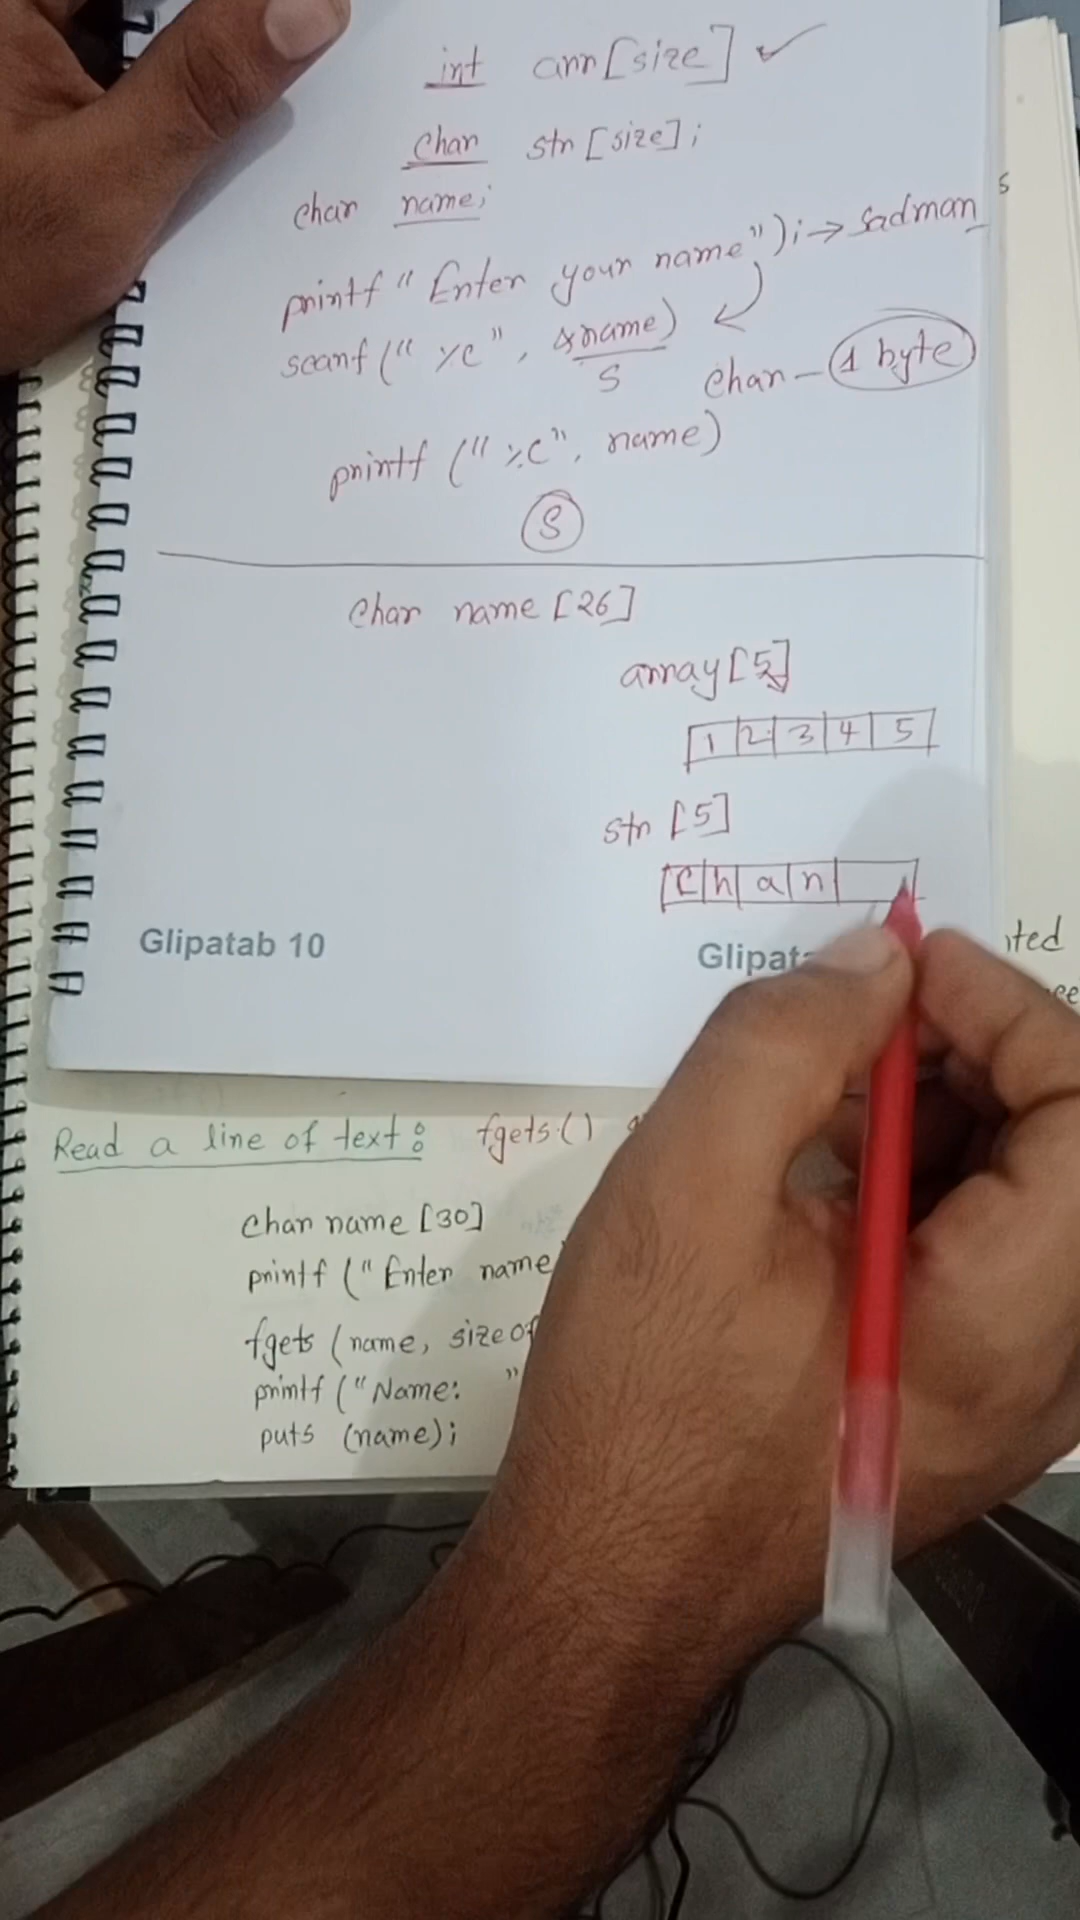 int arr[size] ✓
char str[size];
char name;
printf "Enter your name");→ Sadman s
scanf("%c", &name)
S
char – 1 byte
printf ("%c", name)
S
char name [26]
array [5]
1 2 3 4 5
str [5]
c h a r
Glipatab 10
Glipat
Read a line of text: fgets()
char name [30]
printf ("Enter name
fgets (name, sizeof
printf ("Name: "
puts (name);